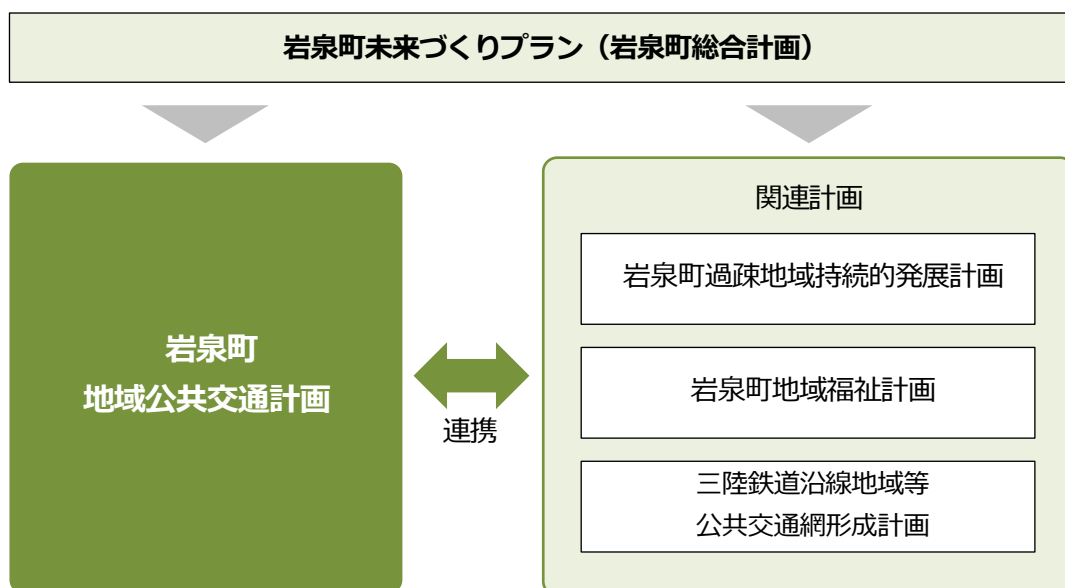 岩泉町未来づくりプラン（岩泉町総合計画）
岩泉町
地域公共交通計画
連携
関連計画
岩泉町過疎地域持続的発展計画
岩泉町地域福祉計画
三陸鉄道沿線地域等
公共交通網形成計画